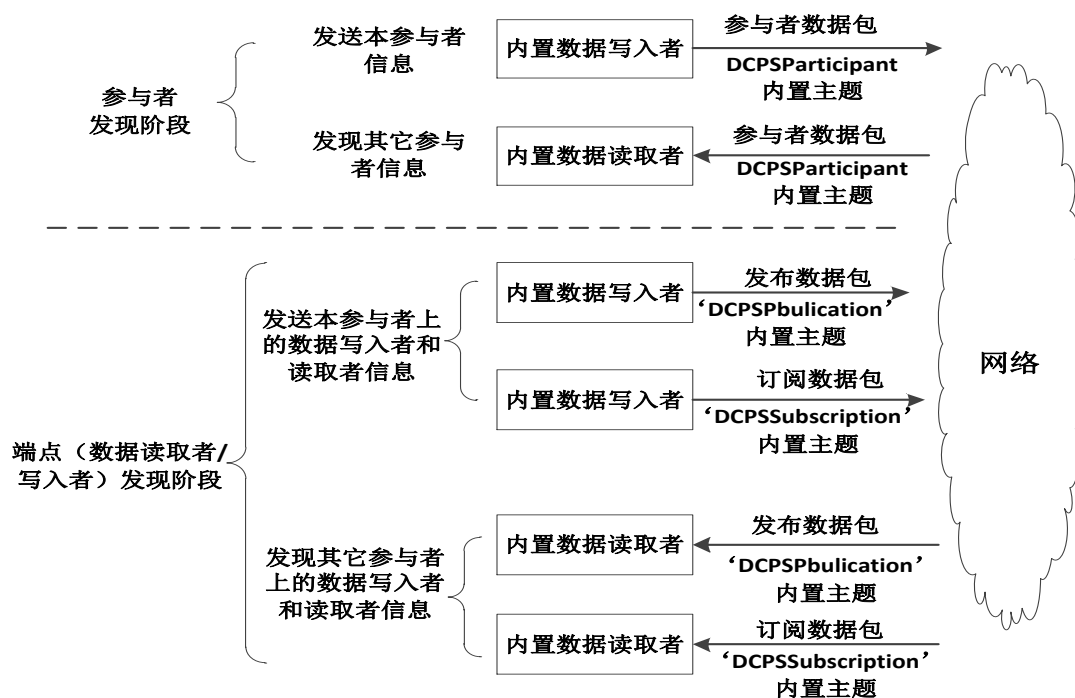 参与者
发现阶段
发送本参与者
信息
内置数据写入者
参与者数据包
DCPSParticipant
内置主题
发现其它参与
者信息
内置数据读取者
参与者数据包
DCPSParticipant
内置主题
端点（数据读取者/
写入者）发现阶段
发送本参与者上
的数据写入者和
读取者信息
内置数据写入者
发布数据包
‘DCPSPbulication’
内置主题
内置数据写入者
订阅数据包
‘DCPSSubscription’
内置主题
发现其它参与者
上的数据写入者
和读取者信息
内置数据读取者
发布数据包
‘DCPSPbulication’
内置主题
内置数据读取者
订阅数据包
‘DCPSSubscription’
内置主题
网络